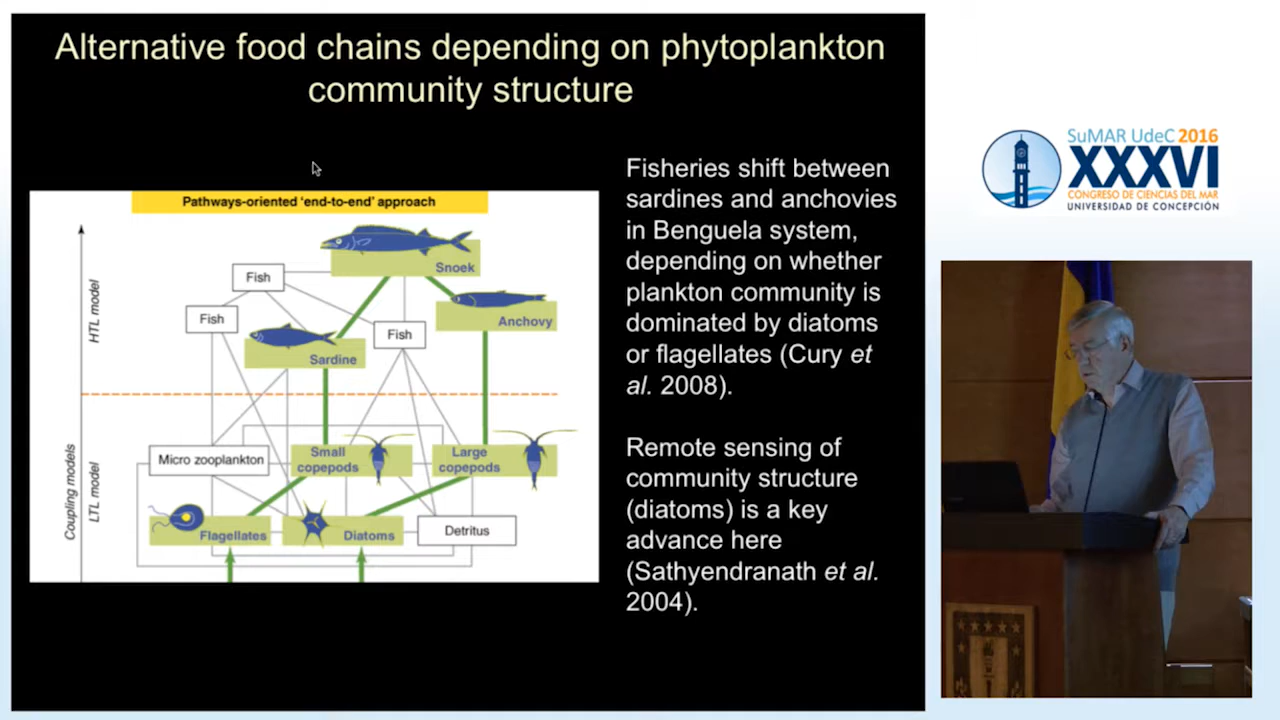 Alternative food chains depending on phytoplankton
community structure
Pathways-oriented 'end-to-end' approach
HTL model
Coupling models
LTL model
Snoek
Fish
Fish
Anchovy
Fish
Sardine
Micro zooplankton
Small
copepods
Large
copepods
Flagellates
Diatoms
Detritus
Fisheries shift between
sardines and anchovies
in Benguela system,
depending on whether
plankton community is
dominated by diatoms
or flagellates (Cury et
al. 2008).
Remote sensing of
community structure
(diatoms) is a key
advance here
(Sathyendranath et al.
2004).
SuMAR UdeC 2016
XXXVI
CONGRESO DE CIENCIAS DEL MAR
UNIVERSIDAD DE CONCEPCIÓN